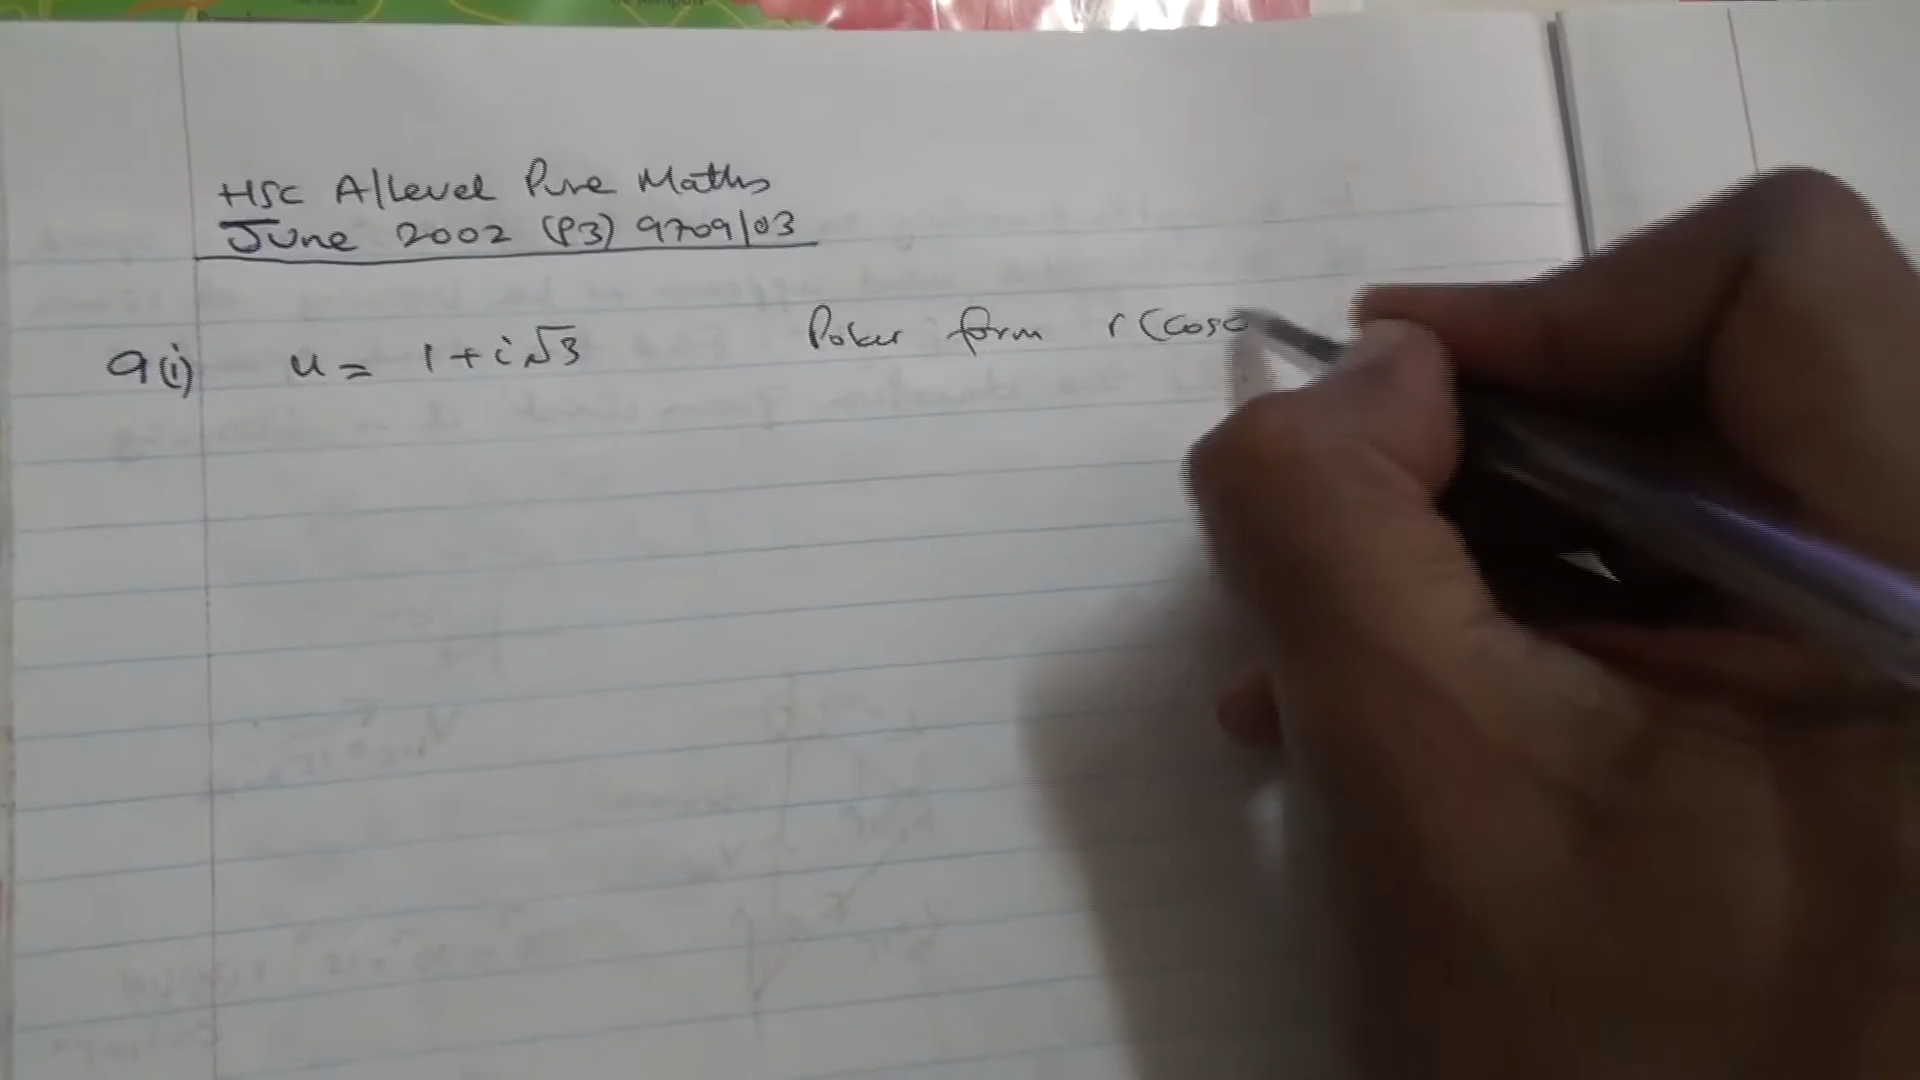 HSC A/Level Pure Maths
June 2002 (P3) 9709/03
9(i) u = 1+i√3 Polar form r(cos